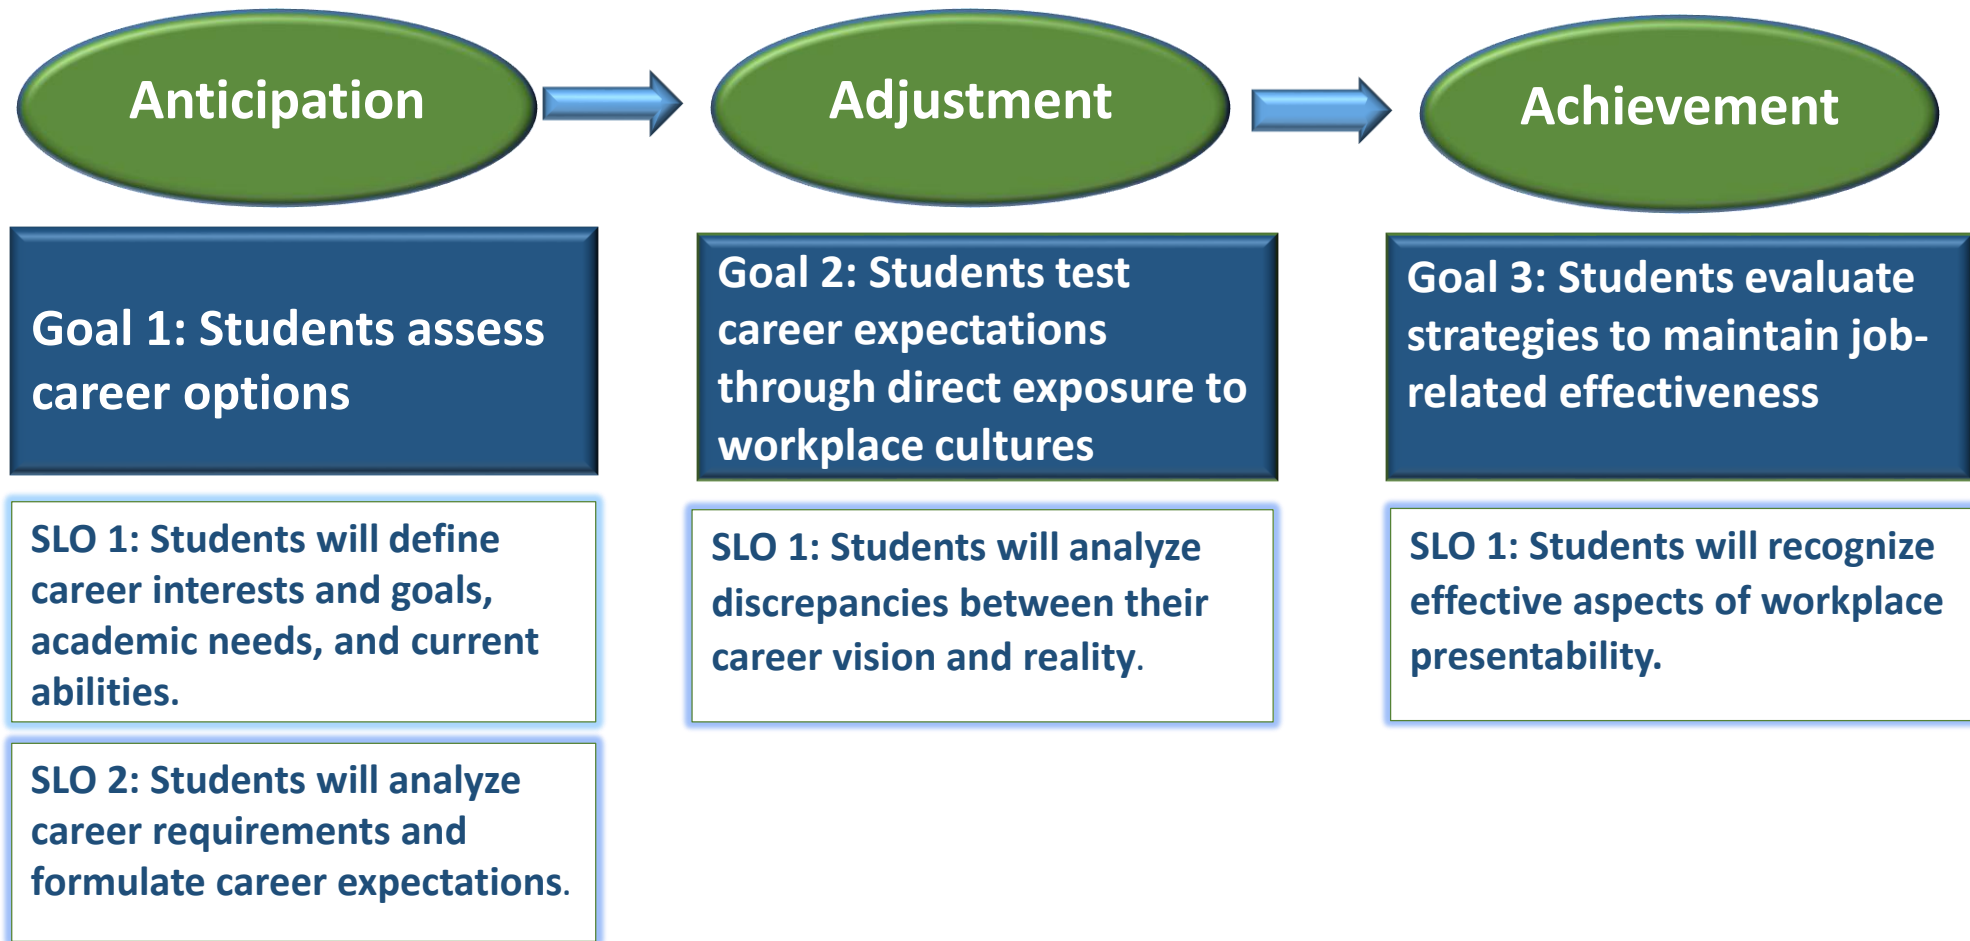 Anticipation
Adjustment
Achievement
Goal 1: Students assess
career options
Goal 2: Students test
career expectations
through direct exposure to
workplace cultures
Goal 3: Students evaluate
strategies to maintain job-
related effectiveness
SLO 1: Students will define
career interests and goals,
academic needs, and current
abilities.
SLO 1: Students will analyze
discrepancies between their
career vision and reality.
SLO 1: Students will recognize
effective aspects of workplace
presentability.
SLO 2: Students will analyze
career requirements and
formulate career expectations.